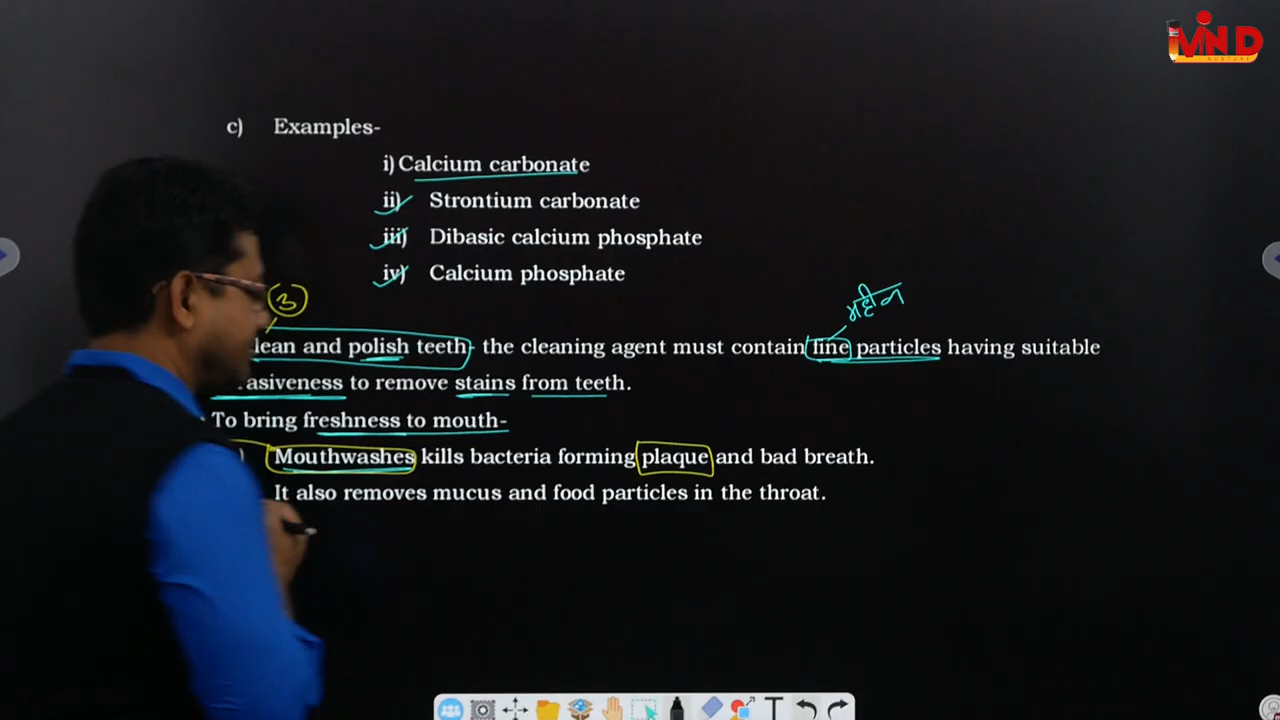 MIND
NURTURE
c) Examples-
i) Calcium carbonate
ii) Strontium carbonate
iii) Dibasic calcium phosphate
iv) Calcium phosphate
3
महीन
lean and polish teeth- the cleaning agent must contain fine particles having suitable
asiveness to remove stains from teeth.
To bring freshness to mouth-
) Mouthwashes kills bacteria forming plaque and bad breath.
It also removes mucus and food particles in the throat.
T